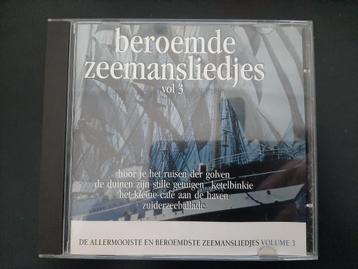 beroemde
zeemansliedjes
vol 3
hoor je het ruisen der golven
de duinen zijn stille getuigen ketelbinkie
het kleine café aan de haven
zuiderzeeballade
DE ALLERMOOISTE EN BEROEMDSTE ZEEMANSLIEDJES VOLUME 3